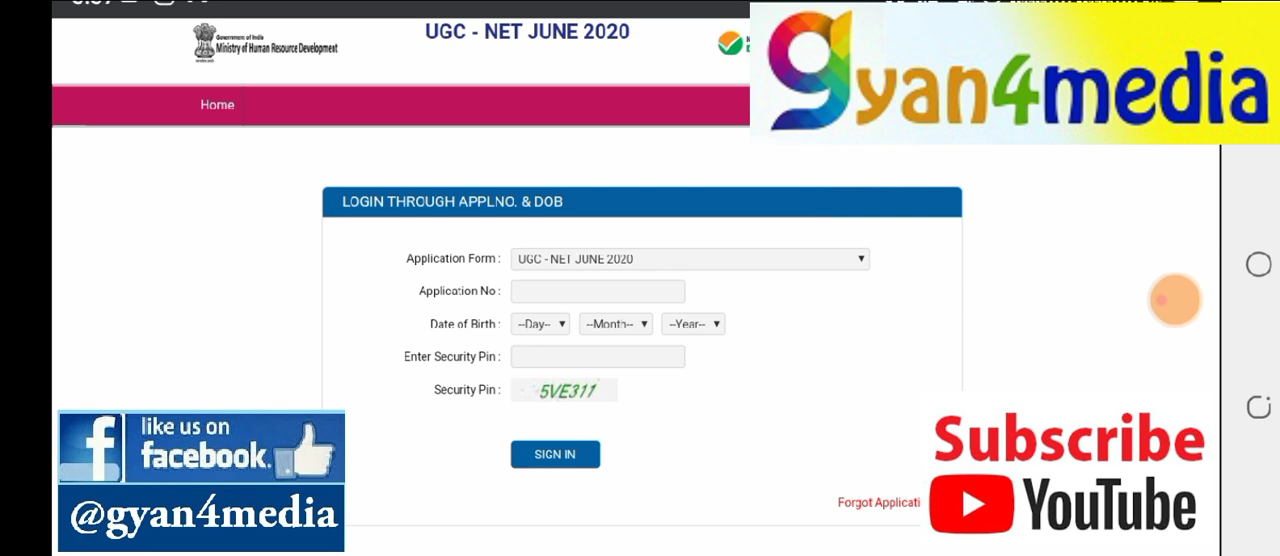 Government of India
Ministry of Human Resource Development
UGC - NET JUNE 2020
gyan4media
Home
LOGIN THROUGH APPLNO. & DOB
Application Form : UGC - NET JUNE 2020
Application No :
Date of Birth : --Day-- --Month-- --Year--
Enter Security Pin :
Security Pin : 5VE311
SIGN IN
Forgot
like us on
facebook.
@gyan4media
Subscribe
YouTube